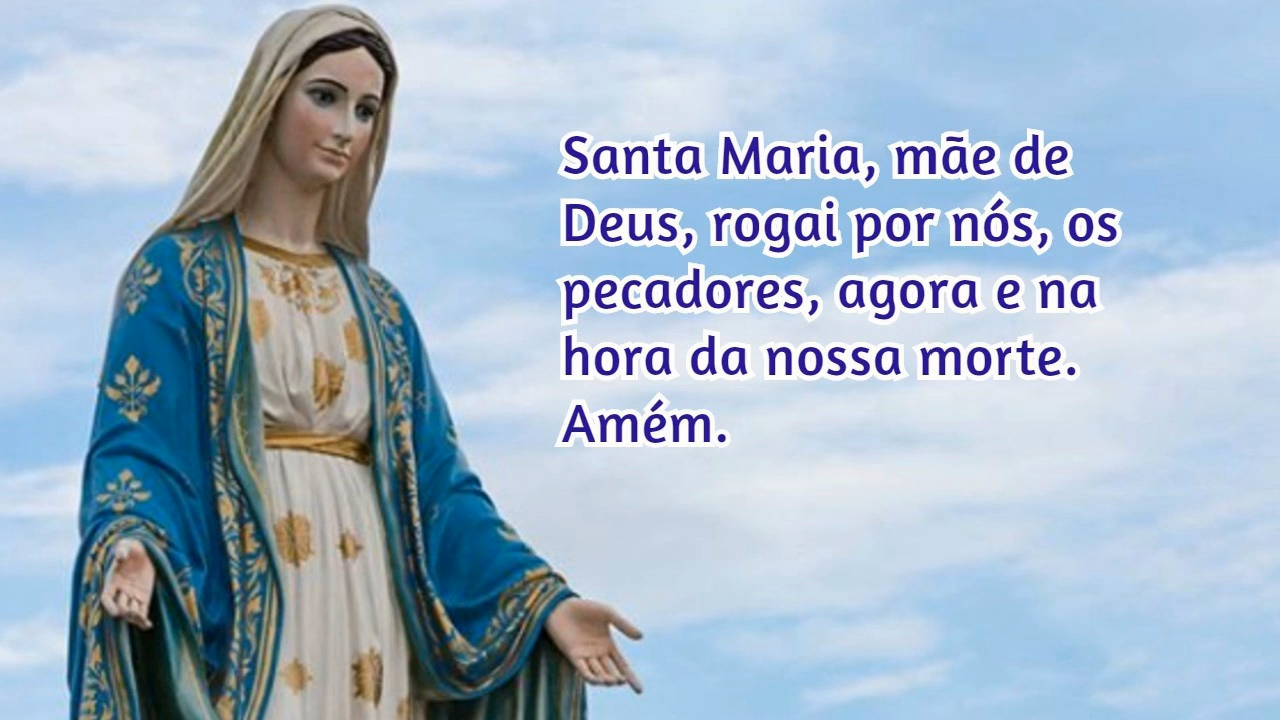 Santa Maria, mãe de
Deus, rogai por nós, os
pecadores, agora e na
hora da nossa morte.
Amém.